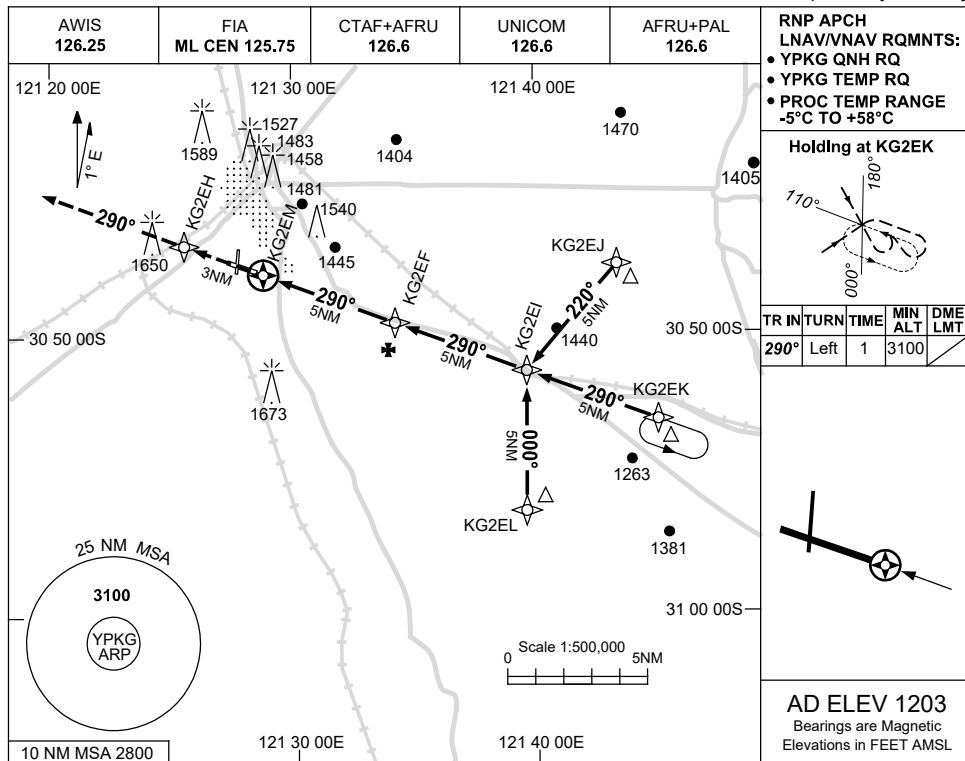 AWIS
126.25
FIA
ML CEN 125.75
CTAF+AFRU
126.6
UNICOM
126.6
AFRU+PAL
126.6
RNP APCH
LNAV/VNAV RQMNTS:
• YPKG QNH RQ
• YPKG TEMP RQ
• PROC TEMP RANGE
-5°C TO +58°C
121 20 00E
121 30 00E
121 40 00E
1° E
1589
1527
1483
1458
1481
1540
1445
1404
1470
1405
290°
KG2EH
KG2EM
1650
3NM
290°
5NM
KG2EF
290°
5NM
KG2EI
KG2EJ
220°
5NM
1440
30 50 00S
30 50 00S
290°
5NM
KG2EK
1673
000°
5NM
1263
KG2EL
1381
Holding at KG2EK
180°
110°
000°
TR IN TURN TIME MIN ALT DME LMT
290° Left 1 3100
25 NM MSA
3100
YPKG
ARP
31 00 00S
Scale 1:500,000
0 5NM
10 NM MSA 2800
121 30 00E
121 40 00E
AD ELEV 1203
Bearings are Magnetic
Elevations in FEET AMSL